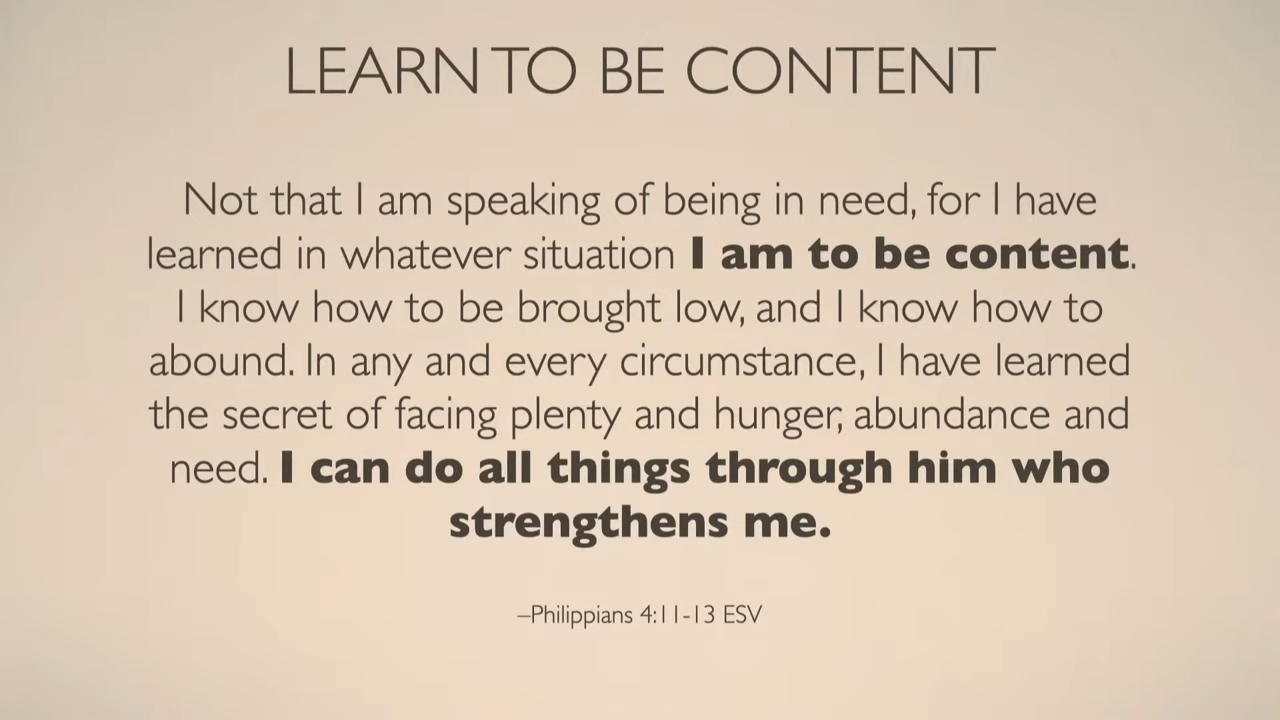 LEARN TO BE CONTENT
Not that I am speaking of being in need, for I have
learned in whatever situation I am to be content.
I know how to be brought low, and I know how to
abound. In any and every circumstance, I have learned
the secret of facing plenty and hunger, abundance and
need. I can do all things through him who
strengthens me.
–Philippians 4:11-13 ESV